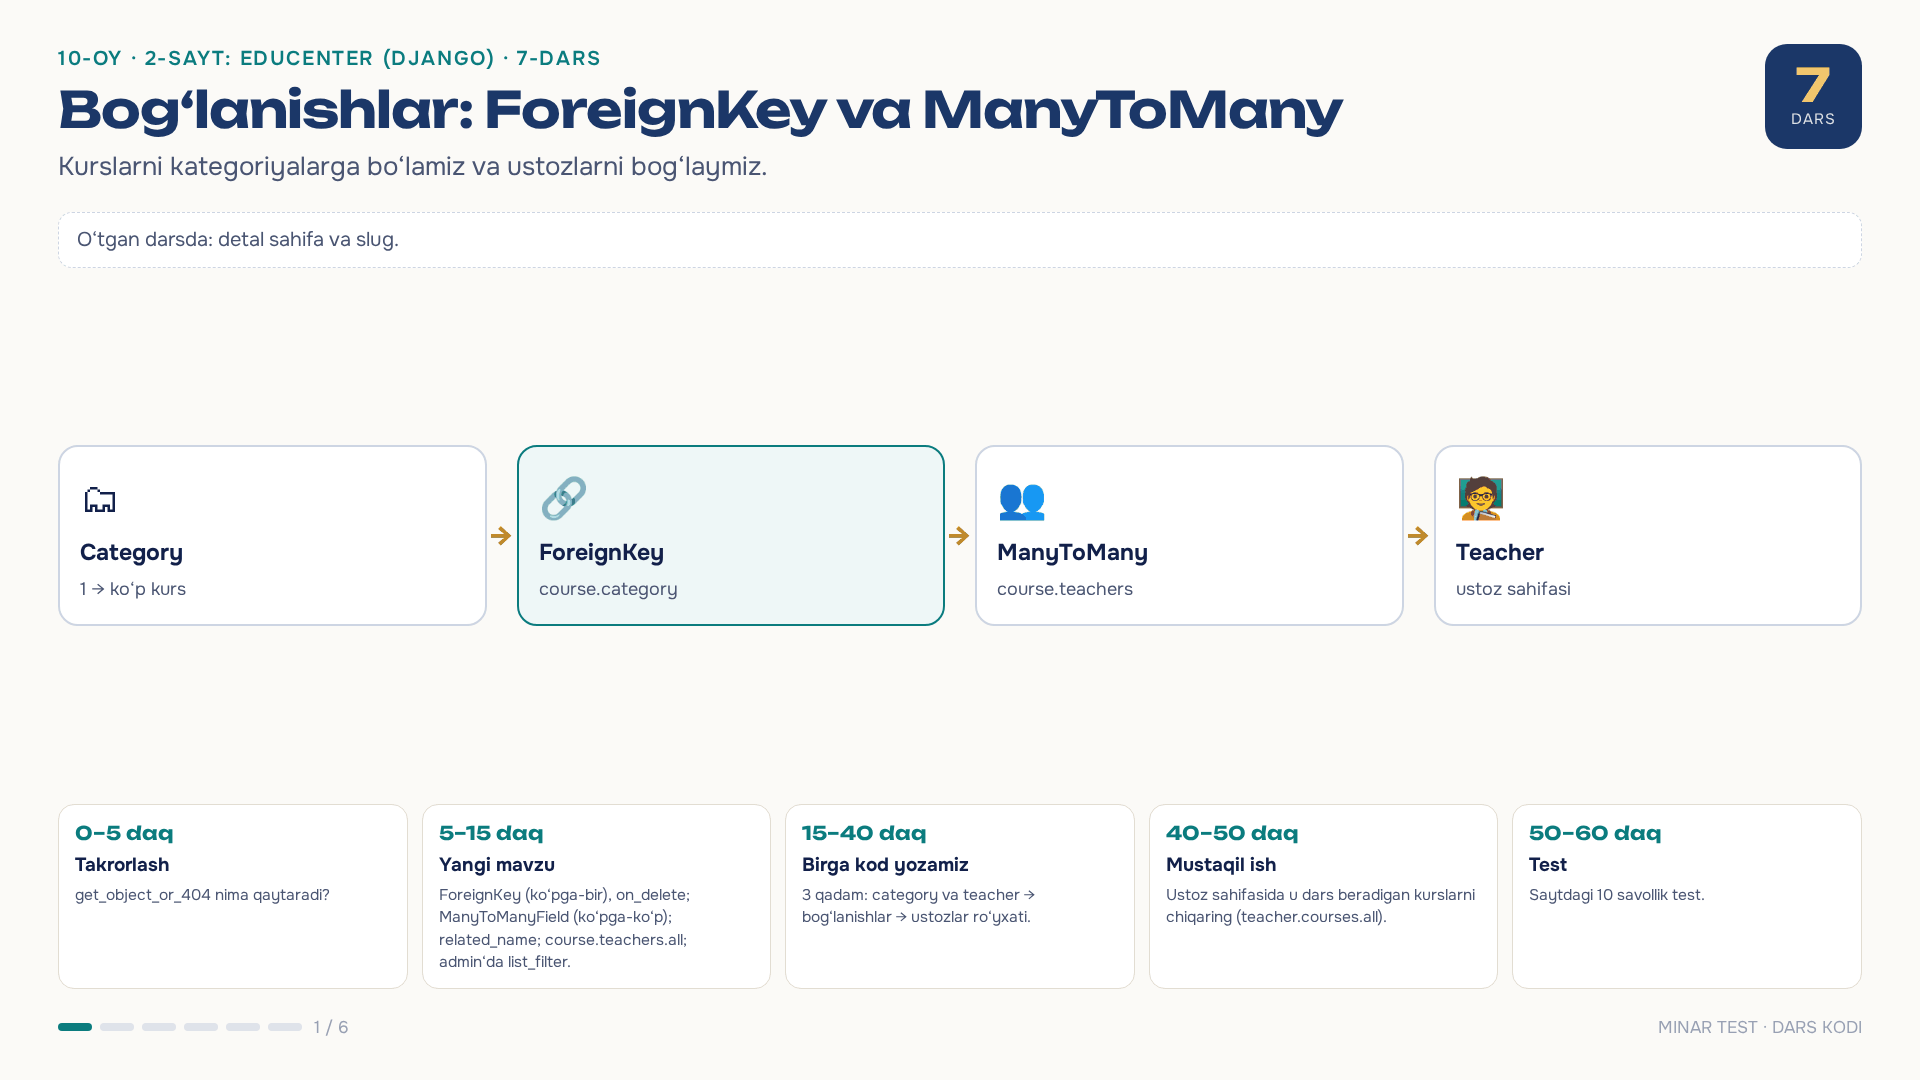 10-OY · 2-SAYT: EDUCENTER (DJANGO) · 7-DARS
Bog‘lanishlar: ForeignKey va ManyToMany
Kurslarni kategoriyalarga bo‘lamiz va ustozlarni bog‘laymiz.
7
DARS
O‘tgan darsda: detal sahifa va slug.
Category
1 → ko‘p kurs
→
ForeignKey
course.category
→
ManyToMany
course.teachers
→
Teacher
ustoz sahifasi
0–5 daq
Takrorlash
get_object_or_404 nima qaytaradi?
5–15 daq
Yangi mavzu
ForeignKey (ko‘pga-bir), on_delete;
ManyToManyField (ko‘pga-ko‘p);
related_name; course.teachers.all;
admin‘da list_filter.
15–40 daq
Birga kod yozamiz
3 qadam: category va teacher →
bog‘lanishlar → ustozlar ro‘yxati.
40–50 daq
Mustaqil ish
Ustoz sahifasida u dars beradigan kurslarni
chiqaring (teacher.courses.all).
50–60 daq
Test
Saytdagi 10 savollik test.
1 / 6
MINAR TEST · DARS KODI